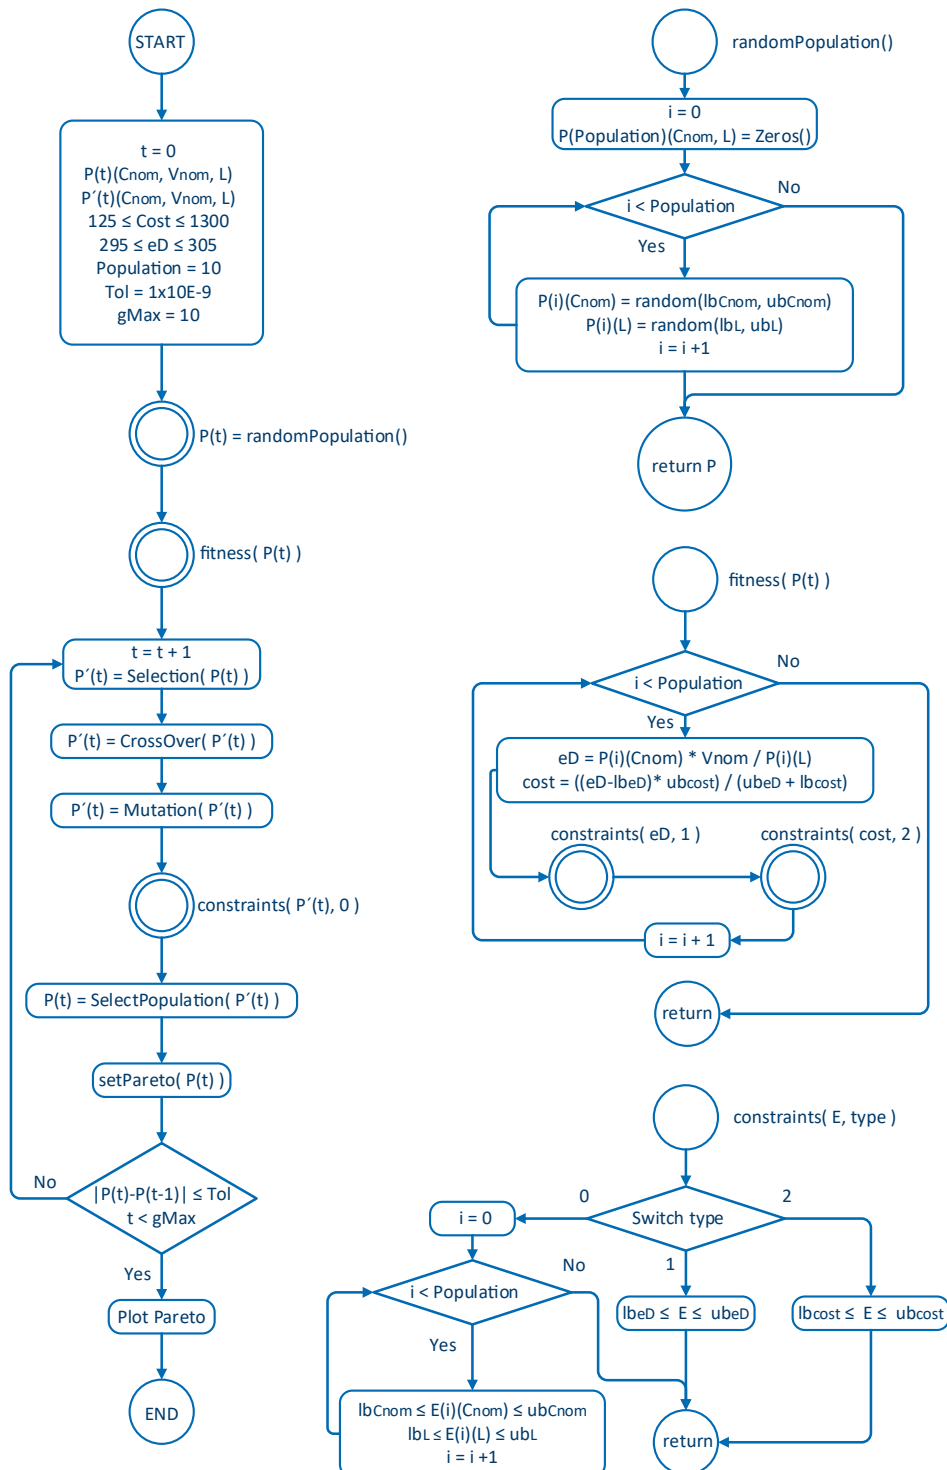 START
t = 0
P(t)(Cnom, Vnom, L)
P´(t)(Cnom, Vnom, L)
125 ≤ Cost ≤ 1300
295 ≤ eD ≤ 305
Population = 10
Tol = 1x10E-9
gMax = 10
P(t) = randomPopulation()
fitness( P(t) )
t = t + 1
P´(t) = Selection( P(t) )
P´(t) = CrossOver( P´(t) )
P´(t) = Mutation( P´(t) )
constraints( P´(t), 0 )
P(t) = SelectPopulation( P´(t) )
setPareto( P(t) )
No
|P(t)-P(t-1)| ≤ Tol
t < gMax
Yes
Plot Pareto
END
randomPopulation()
i = 0
P(Population)(Cnom, L) = Zeros()
No
i < Population
Yes
P(i)(Cnom) = random(lbCnom, ubCnom)
P(i)(L) = random(lbL, ubL)
i = i +1
return P
fitness( P(t) )
No
i < Population
Yes
eD = P(i)(Cnom) * Vnom / P(i)(L)
cost = ((eD-lbeD)* ubcost) / (ubeD + lbcost)
constraints( eD, 1 )
constraints( cost, 2 )
i = i + 1
return
constraints( E, type )
0
2
i = 0
Switch type
1
No
i < Population
lbeD ≤ E ≤ ubeD
lbcost ≤ E ≤ ubcost
Yes
lbCnom ≤ E(i)(Cnom) ≤ ubCnom
lbL ≤ E(i)(L) ≤ ubL
i = i +1
return